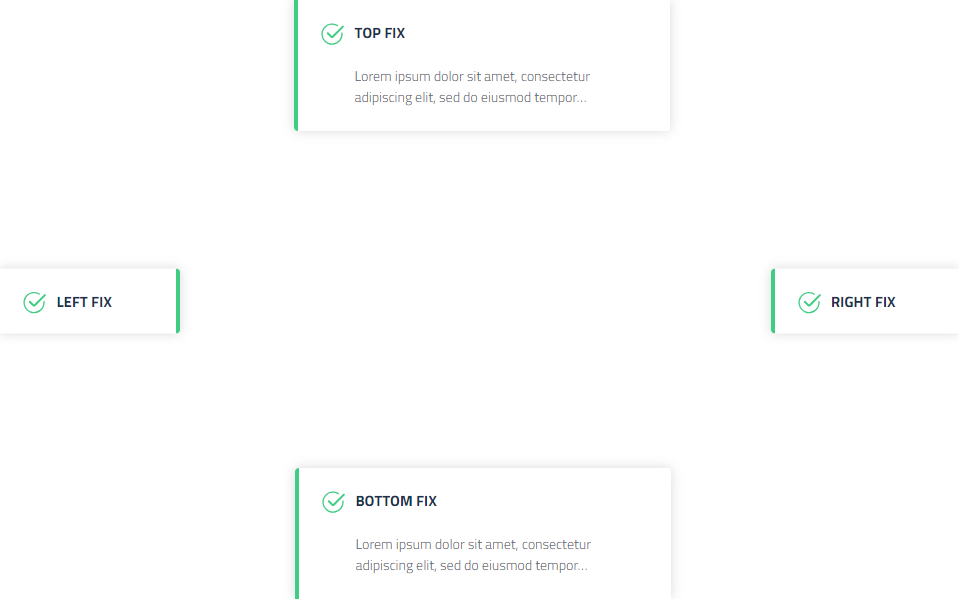 TOP FIX
Lorem ipsum dolor sit amet, consectetur
adipiscing elit, sed do eiusmod tempor...
LEFT FIX
RIGHT FIX
BOTTOM FIX
Lorem ipsum dolor sit amet, consectetur
adipiscing elit, sed do eiusmod tempor...